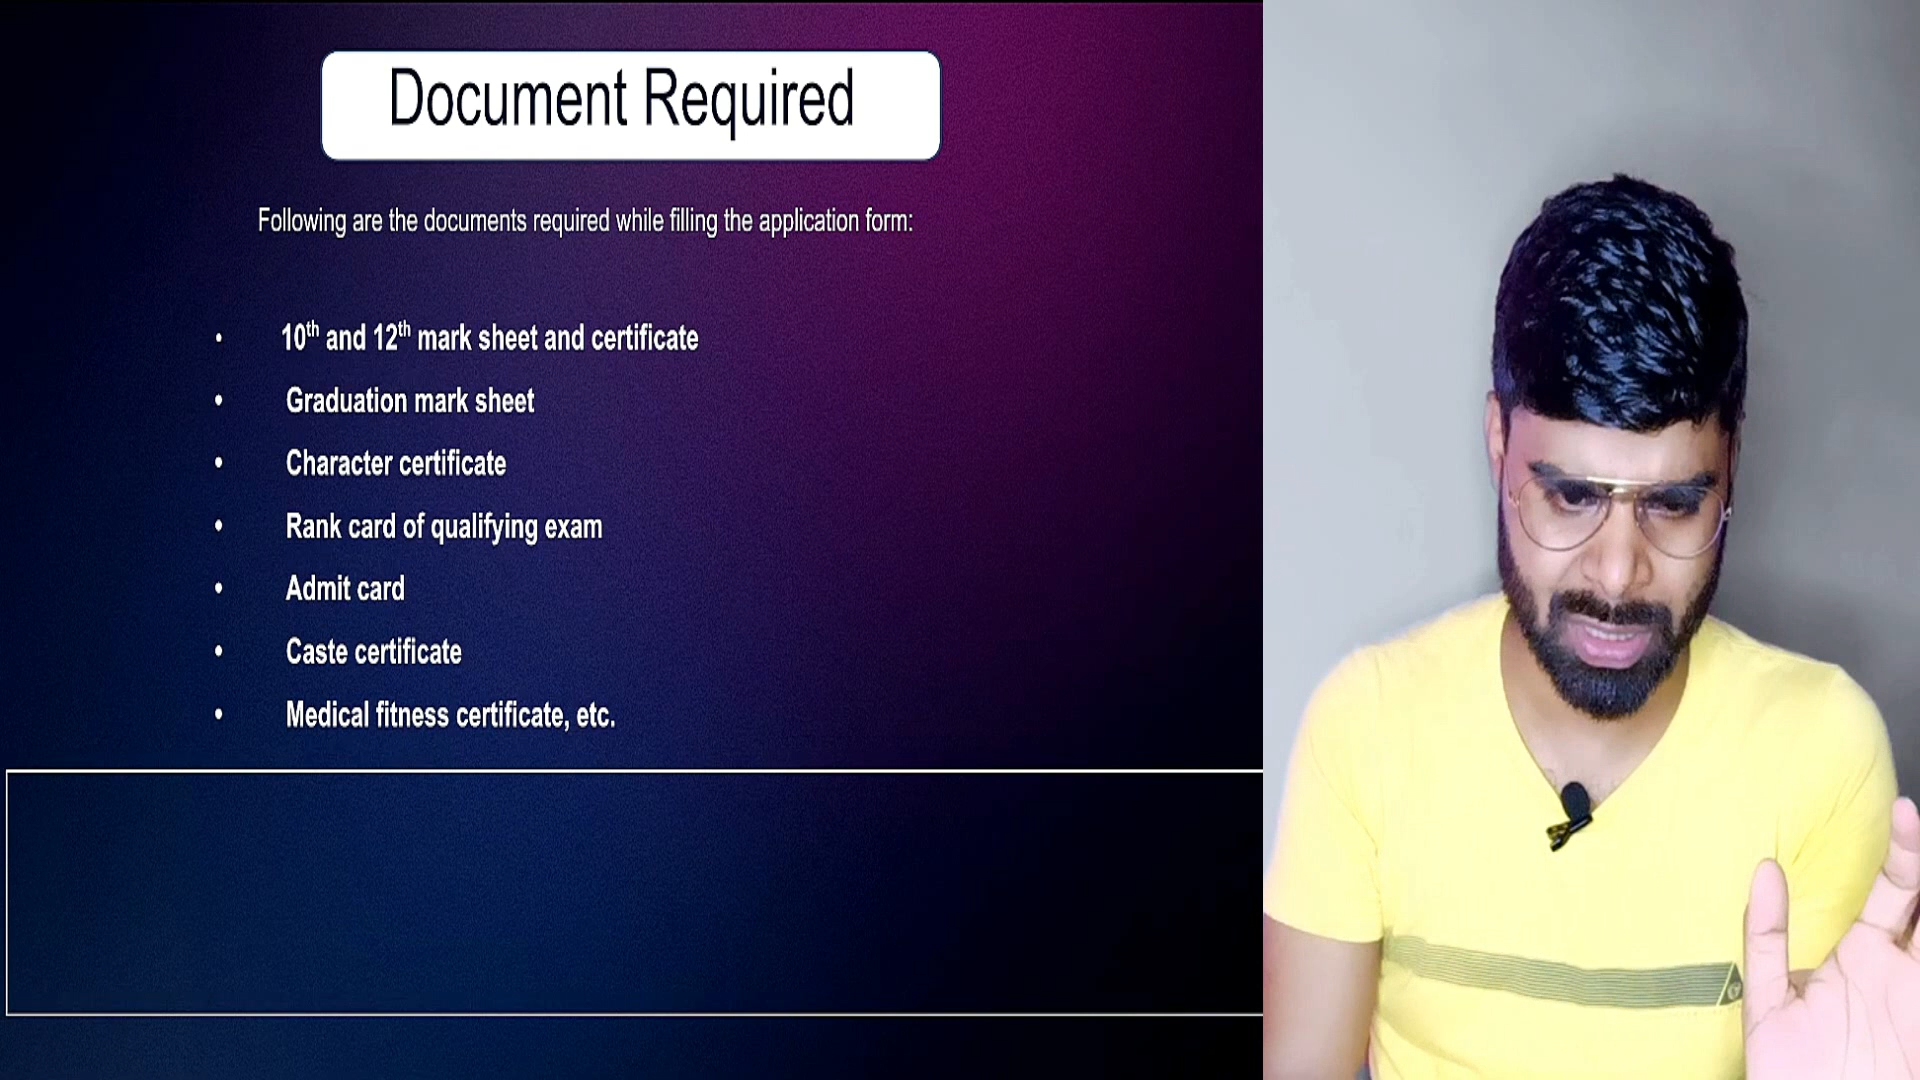 Document Required
Following are the documents required while filling the application form:
• 10th and 12th mark sheet and certificate
• Graduation mark sheet
• Character certificate
• Rank card of qualifying exam
• Admit card
• Caste certificate
• Medical fitness certificate, etc.